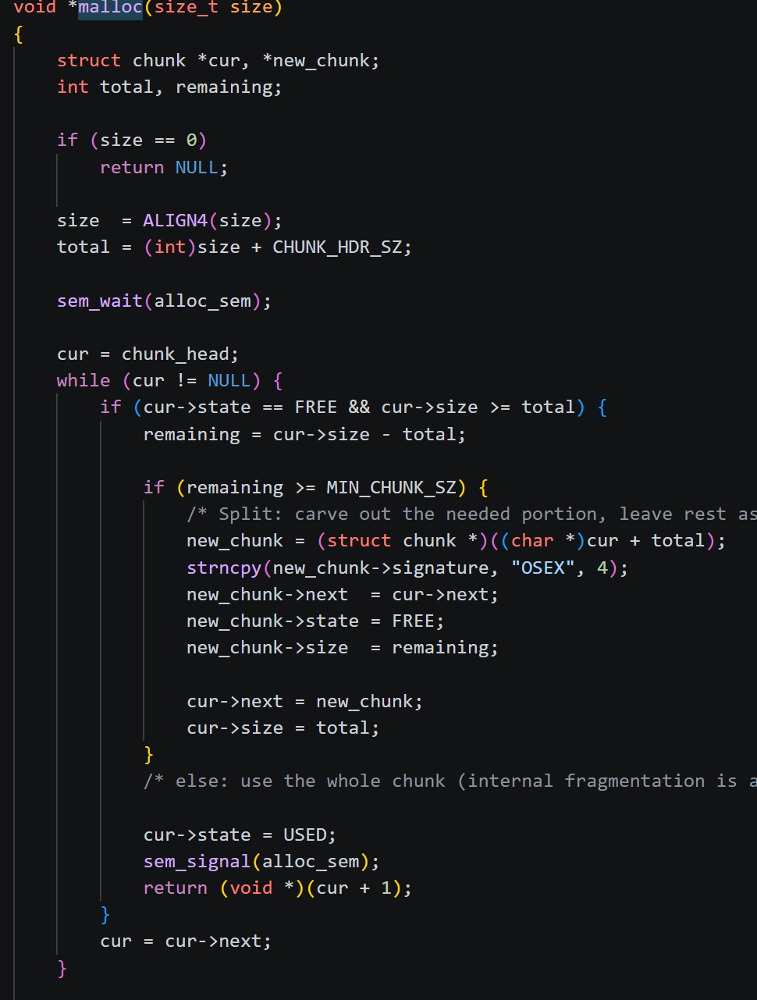 void *malloc(size_t size)
{
    struct chunk *cur, *new_chunk;
    int total, remaining;

    if (size == 0)
        return NULL;

    size  = ALIGN4(size);
    total = (int)size + CHUNK_HDR_SZ;

    sem_wait(alloc_sem);

    cur = chunk_head;
    while (cur != NULL) {
        if (cur->state == FREE && cur->size >= total) {
            remaining = cur->size - total;

            if (remaining >= MIN_CHUNK_SZ) {
                /* Split: carve out the needed portion, leave rest as
                new_chunk = (struct chunk *)((char *)cur + total);
                strncpy(new_chunk->signature, "OSEX", 4);
                new_chunk->next  = cur->next;
                new_chunk->state = FREE;
                new_chunk->size  = remaining;

                cur->next = new_chunk;
                cur->size = total;
            }
            /* else: use the whole chunk (internal fragmentation is a

            cur->state = USED;
            sem_signal(alloc_sem);
            return (void *)(cur + 1);
        }
        cur = cur->next;
    }